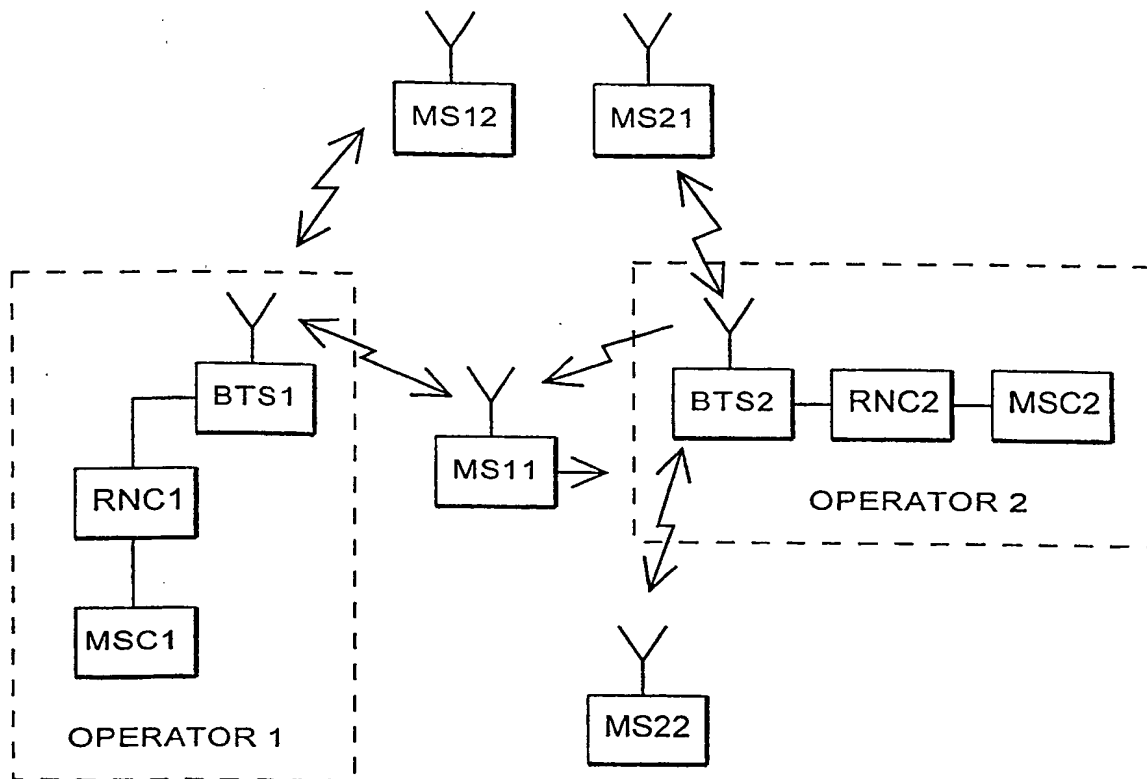 MS12
MS21
BTS1
BTS2
RNC2
MSC2
MS11
RNC1
OPERATOR 2
MSC1
MS22
OPERATOR 1